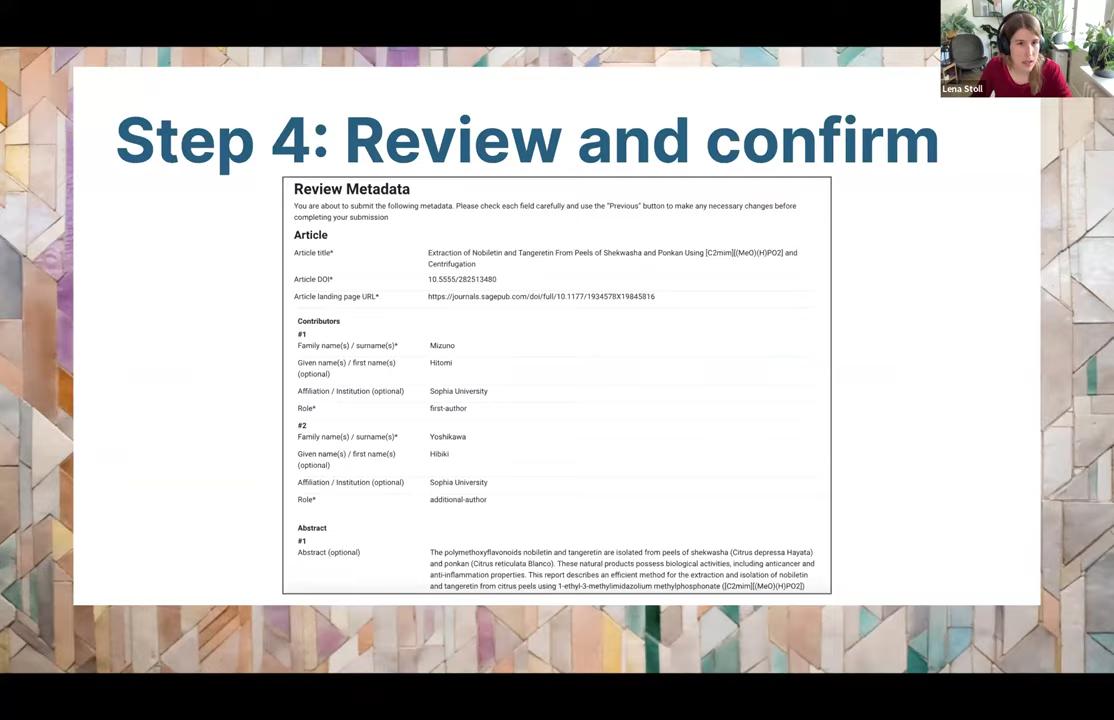 Lena Stoll
Step 4: Review and confirm
Review Metadata
You are about to submit the following metadata. Please check each field carefully and use the "Previous" button to make any necessary changes before
completing your submission
Article
Article title* Extraction of Nobiletin and Tangeretin From Peels of Shekwasha and Ponkan Using [C2mim][(MeO)(H)PO2] and
Centrifugation
Article DOI* 10.5555/282513480
Article landing page URL* https://journals.sagepub.com/doi/full/10.1177/1934578X19845816
Contributors
#1
Family name(s) / surname(s)* Mizuno
Given name(s) / first name(s) Hitomi
(optional)
Affiliation / Institution (optional) Sophia University
Role* first-author
#2
Family name(s) / surname(s)* Yoshikawa
Given name(s) / first name(s) Hibiki
(optional)
Affiliation / Institution (optional) Sophia University
Role* additional-author
Abstract
#1
Abstract (optional) The polymethoxyflavonoids nobiletin and tangeretin are isolated from peels of shekwasha (Citrus depressa Hayata)
and ponkan (Citrus reticulata Blanco). These natural products possess biological activities, including anticancer and
anti-inflammation properties. This report describes an efficient method for the extraction and isolation of nobiletin
and tangeretin from citrus peels using 1-ethyl-3-methylimidazolium methylphosphonate ([C2mim][(MeO)(H)PO2])